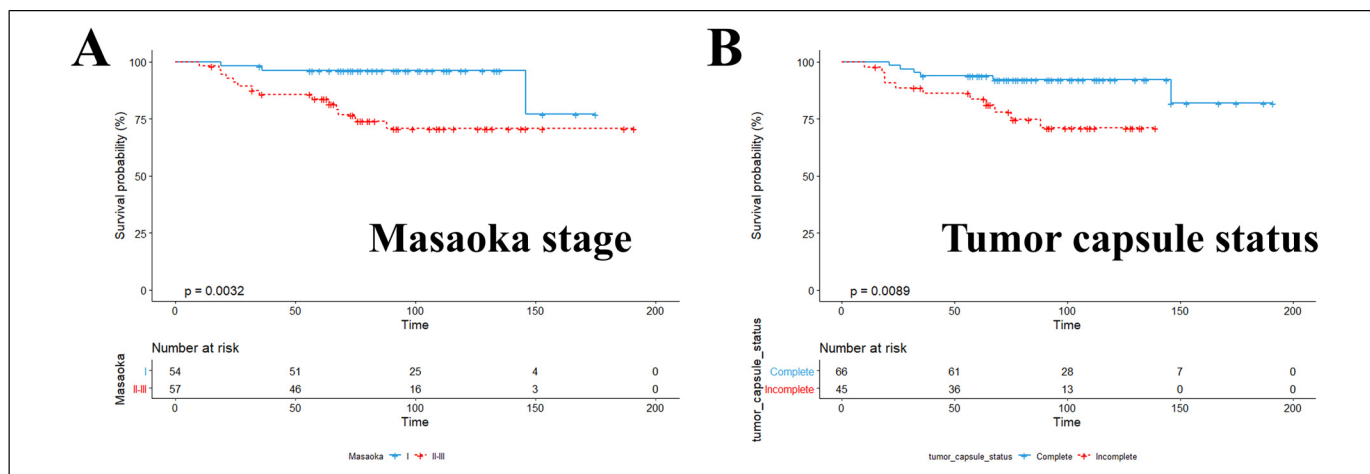 A
Survival probability (%)
100
75
50
25
0
Masaoka stage
p = 0.0032
0 50 100 150 200
Time
Number at risk
Masaoka
I 54 51 25 4 0
II-III 57 46 16 3 0
0 50 100 150 200
Time
Masaoka I II-III
B
Survival probability (%)
100
75
50
25
0
Tumor capsule status
p = 0.0089
0 50 100 150 200
Time
Number at risk
tumor_capsule_status
Complete 66 61 28 7 0
Incomplete 45 36 13 0 0
0 50 100 150 200
Time
tumor_capsule_status Complete Incomplete